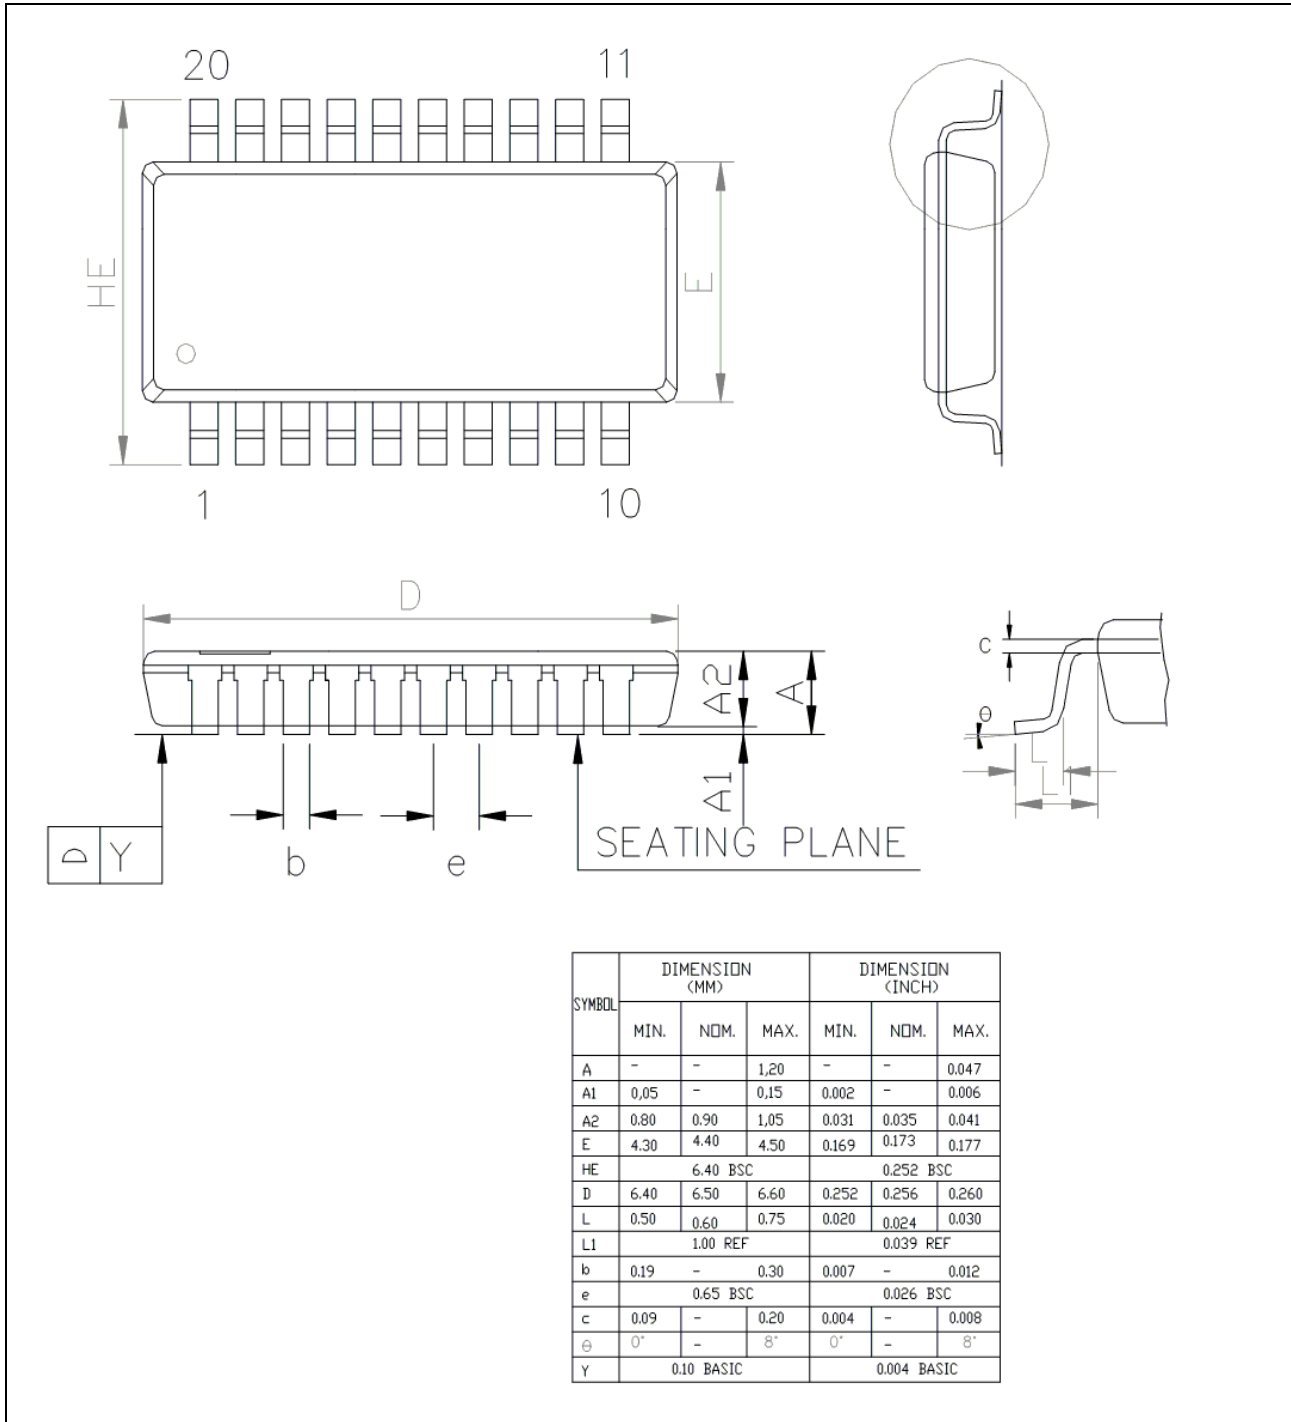 20 11
HE
E
1 10
D
A2
A
A1
b
e
SEATING PLANE
Y
c
θ
L
L
SYMBOL
DIMENSION
(MM)
DIMENSION
(INCH)
MIN. NOM. MAX. MIN. NOM. MAX.
A - - 1,20 - - 0.047
A1 0,05 - 0,15 0.002 - 0.006
A2 0.80 0.90 1,05 0.031 0.035 0.041
E 4.30 4.40 4.50 0.169 0.173 0.177
HE 6.40 BSC 0.252 BSC
D 6.40 6.50 6.60 0.252 0.256 0.260
L 0.50 0.60 0.75 0.020 0.024 0.030
L1 1.00 REF 0.039 REF
b 0.19 - 0.30 0.007 - 0.012
e 0.65 BSC 0.026 BSC
c 0.09 - 0.20 0.004 - 0.008
θ 0° - 8° 0° - 8°
Y 0.10 BASIC 0.004 BASIC